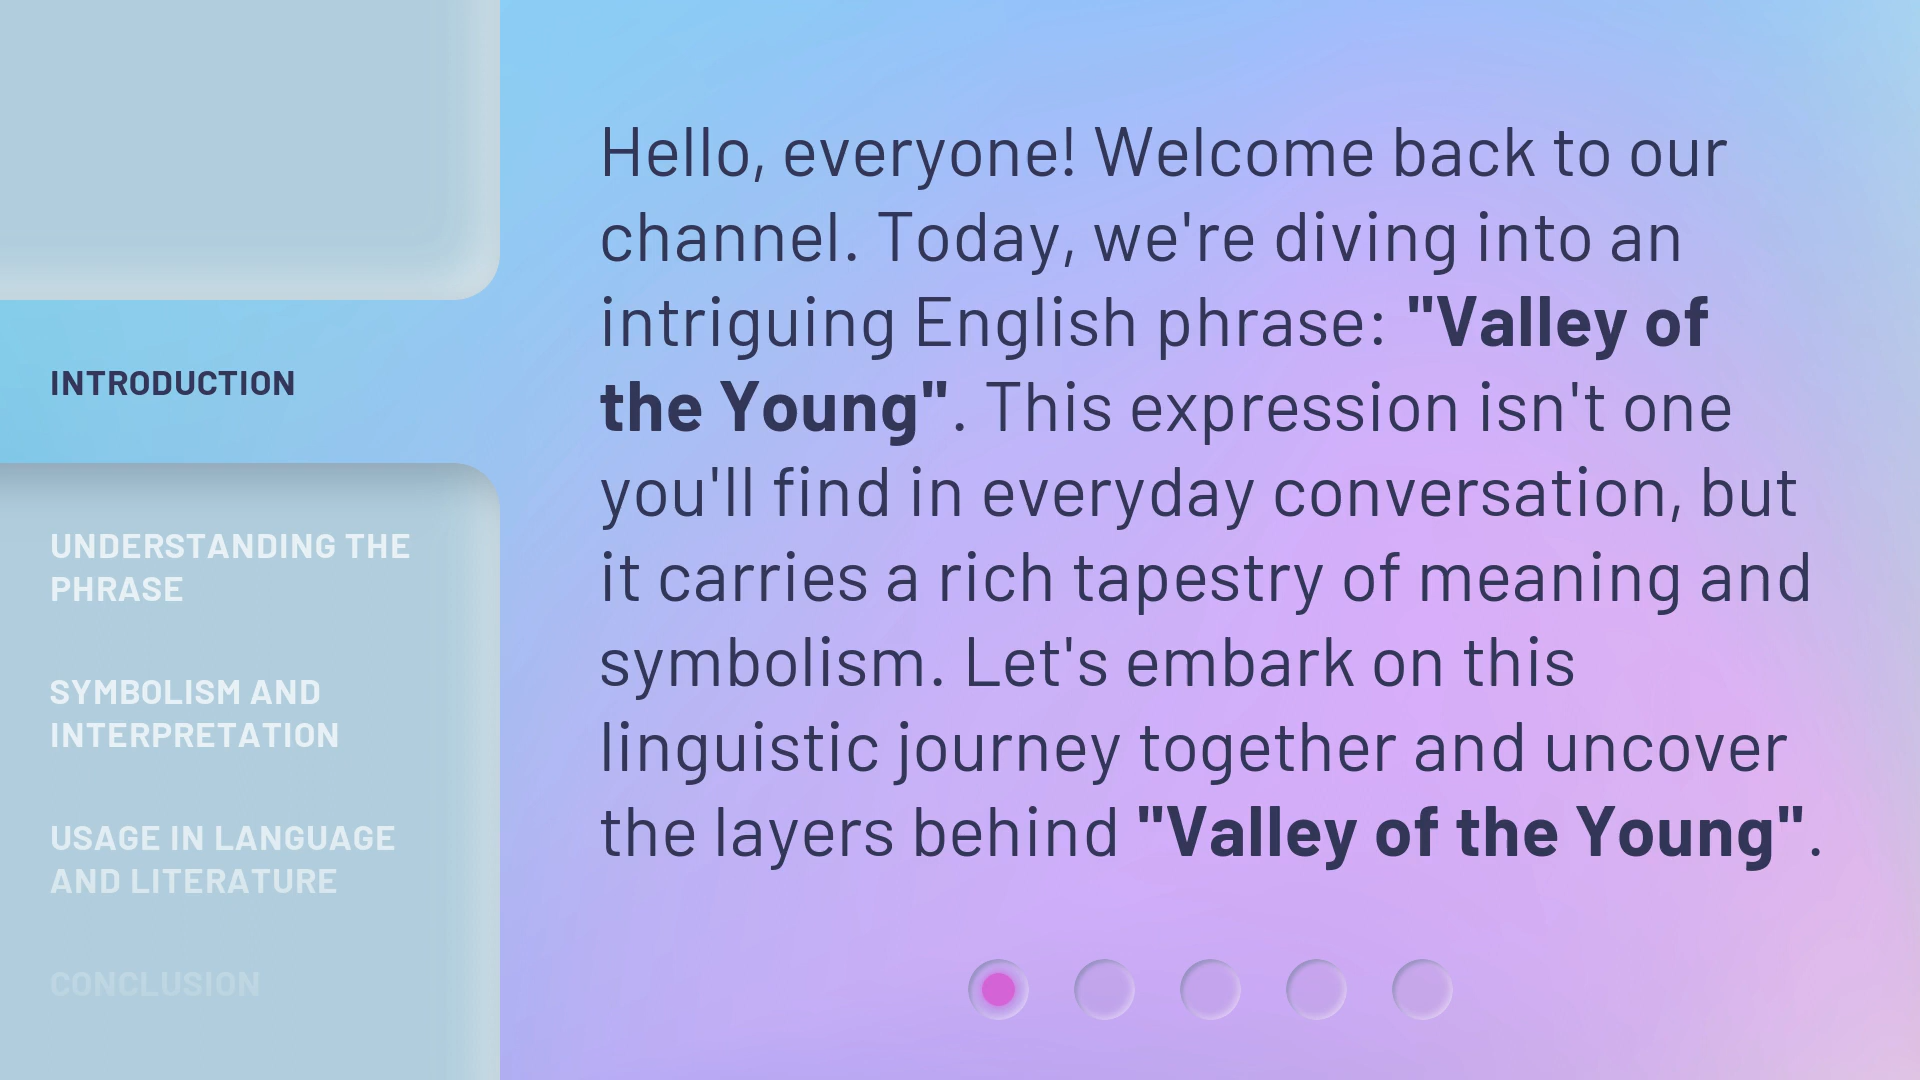 INTRODUCTION
UNDERSTANDING THE
PHRASE
SYMBOLISM AND
INTERPRETATION
USAGE IN LANGUAGE
AND LITERATURE
CONCLUSION
Hello, everyone! Welcome back to our
channel. Today, we're diving into an
intriguing English phrase: "Valley of
the Young". This expression isn't one
you'll find in everyday conversation, but
it carries a rich tapestry of meaning and
symbolism. Let's embark on this
linguistic journey together and uncover
the layers behind "Valley of the Young".